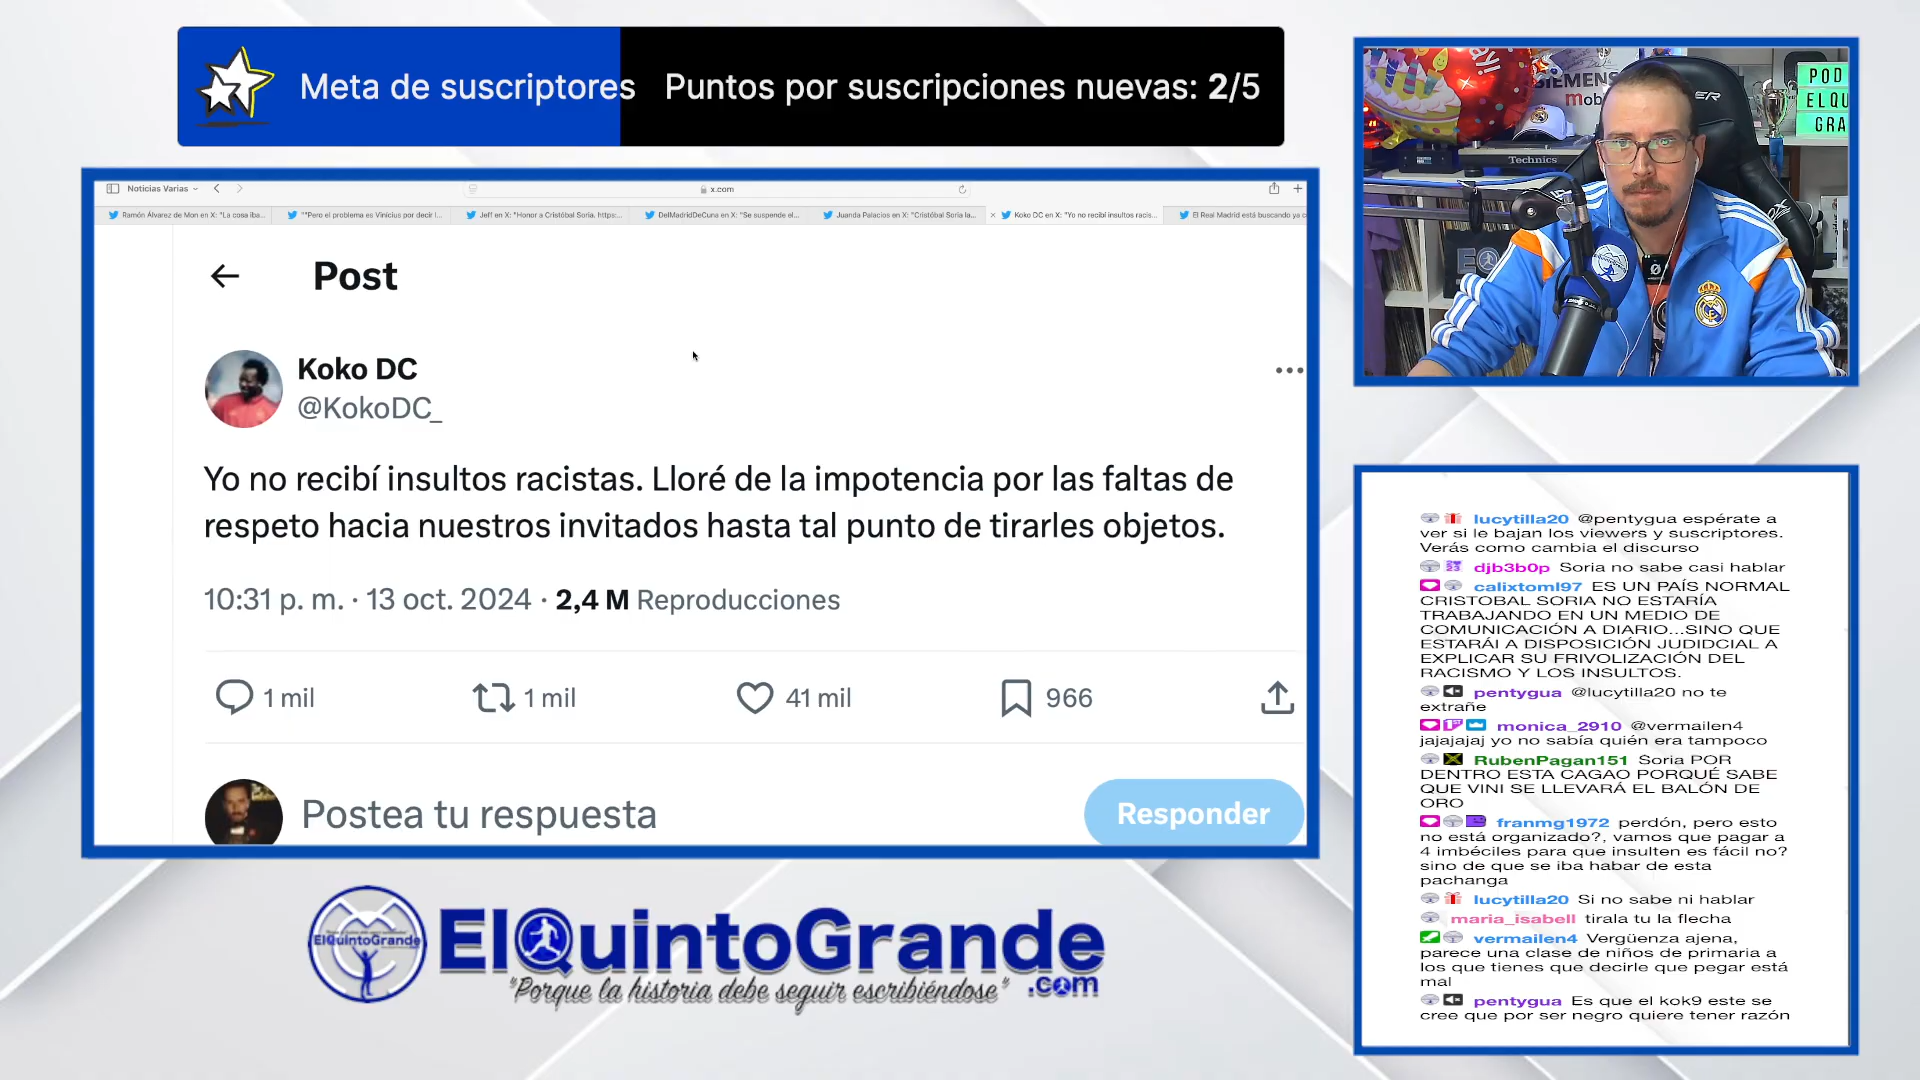 Meta de suscriptores
Puntos por suscripciones nuevas: 2/5
Noticias Varias
x.com
Ramón Álvarez de Mon en X: "La cosa iba...
""Pero el problema es Vinicius por decir l...
Jeff en X: "Honor a Cristóbal Soria. https:...
DelMadridDeCuna en X: "Se suspende el...
Juanda Palacios en X: "Cristóbal Soria la...
Koko DC en X: "Yo no recibí insultos racis...
El Real Madrid está buscando ya c
Post
Koko DC
@KokoDC_
Yo no recibí insultos racistas. Lloré de la impotencia por las faltas de
respeto hacia nuestros invitados hasta tal punto de tirarles objetos.
10:31 p. m. · 13 oct. 2024 · 2,4 M Reproducciones
1 mil
1 mil
41 mil
966
Postea tu respuesta
Responder
ElQuintoGrande
ElQuintoGrande
.com
"Porque la historia debe seguir escribiéndose"
SIEMENS
mob
Technics
POD
ELQU
GRA
lucytilla20 @pentygua espérate a
ver si le bajan los viewers y suscriptores.
Verás como cambia el discurso
djb3b0p Soria no sabe casi hablar
calixtoml97 ES UN PAÍS NORMAL
CRISTOBAL SORIA NO ESTARÍA
TRABAJANDO EN UN MEDIO DE
COMUNICACIÓN A DIARIO...SINO QUE
ESTARÁI A DISPOSICIÓN JUDIDCIAL A
EXPLICAR SU FRIVOLIZACIÓN DEL
RACISMO Y LOS INSULTOS.
pentygua @lucytilla20 no te
extrañe
monica_2910 @vermailen4
jajajajaj yo no sabía quién era tampoco
RubenPagan151 Soria POR
DENTRO ESTA CAGAO PORQUÉ SABE
QUE VINI SE LLEVARÁ EL BALÓN DE
ORO
franmg1972 perdón, pero esto
no está organizado?, vamos que pagar a
4 imbéciles para que insulten es fácil no?
sino de que se iba habar de esta
pachanga
lucytilla20 Si no sabe ni hablar
maria_isabell tirala tu la flecha
vermailen4 Vergüenza ajena,
parece una clase de niños de primaria a
los que tienes que decirle que pegar está
mal
pentygua Es que el kok9 este se
cree que por ser negro quiere tener razón